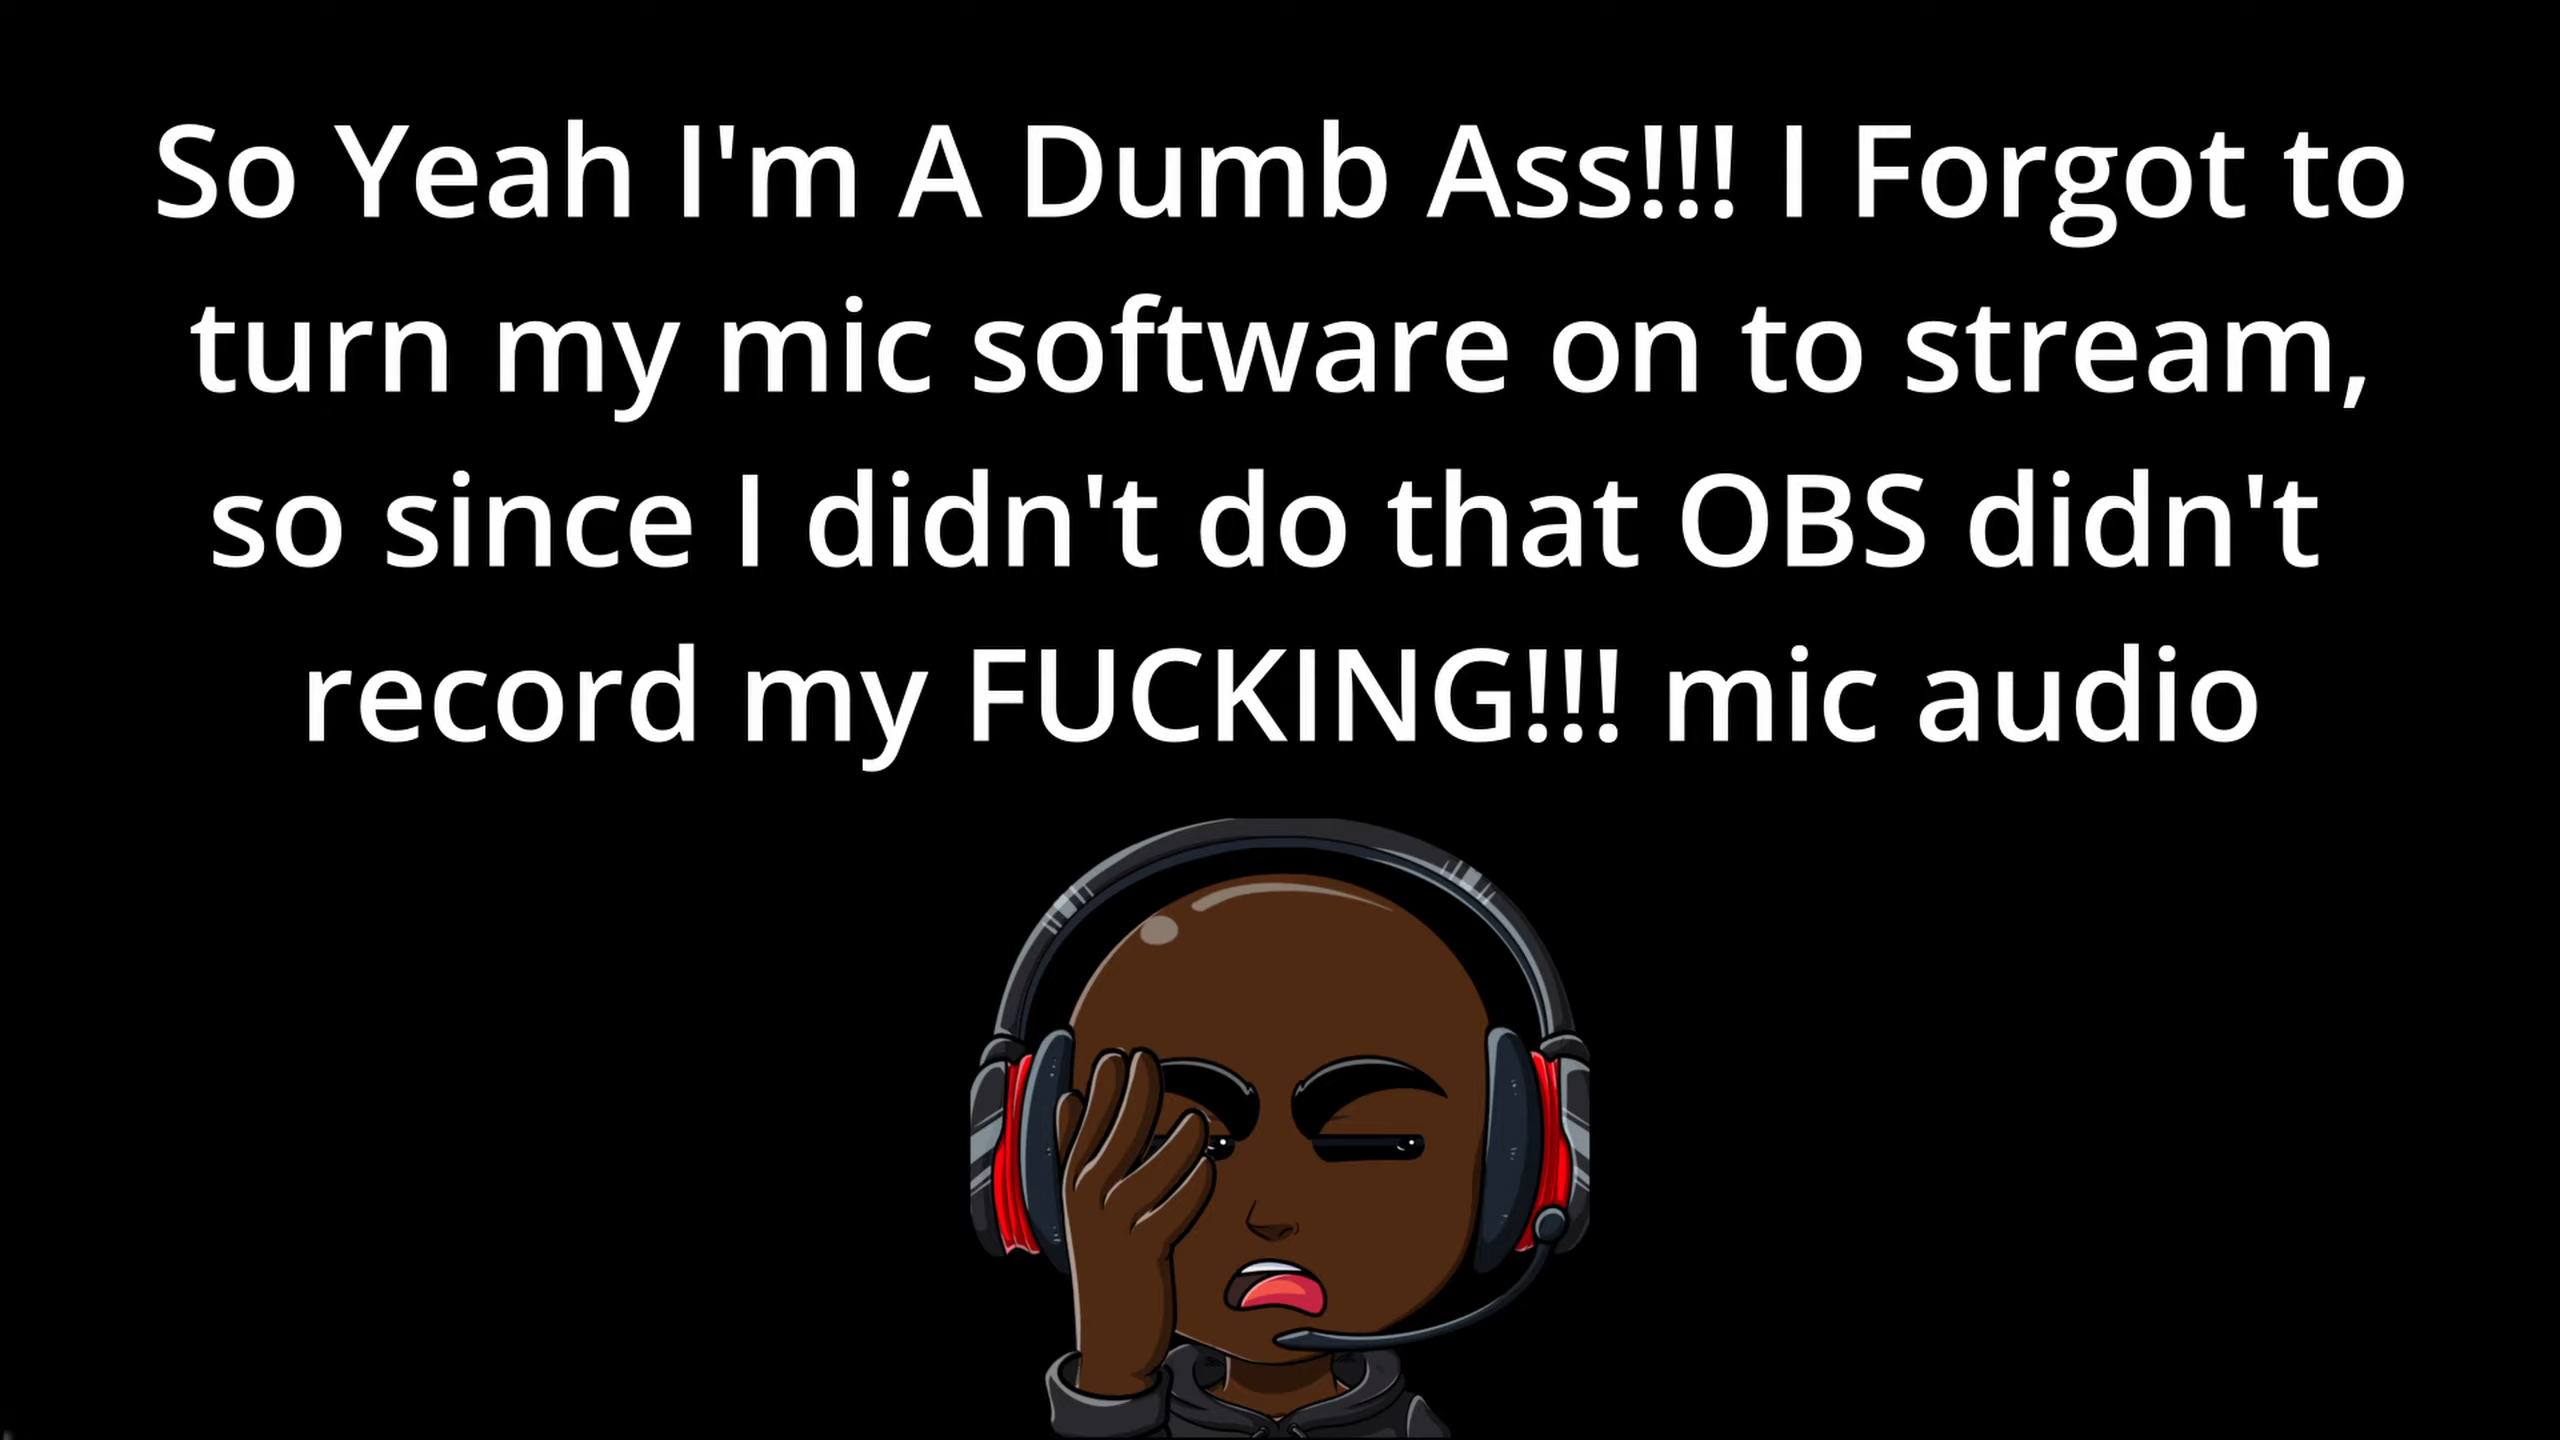 So Yeah I'm A Dumb Ass!!! I Forgot to
turn my mic software on to stream,
so since I didn't do that OBS didn't
record my FUCKING!!! mic audio